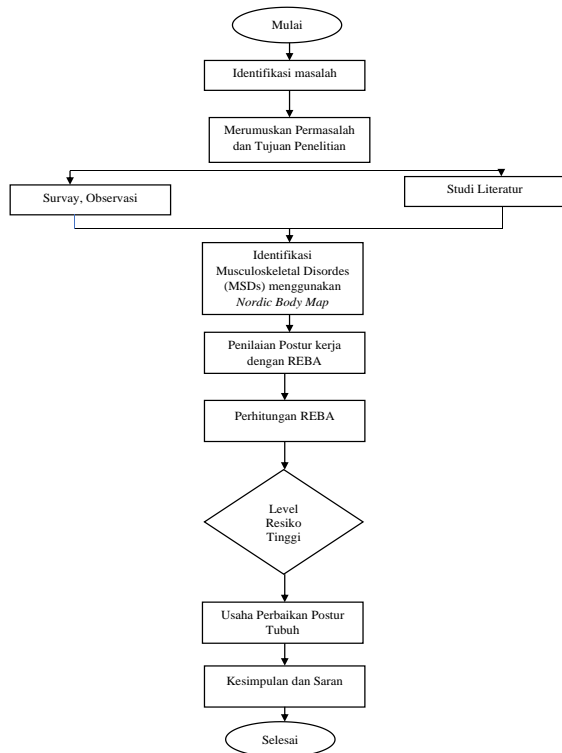 Mulai
Identifikasi masalah
Merumuskan Permasalah
dan Tujuan Penelitian
Survay, Observasi
Studi Literatur
Identifikasi
Musculoskeletal Disordes
(MSDs) menggunakan
Nordic Body Map
Penilaian Postur kerja
dengan REBA
Perhitungan REBA
Level
Resiko
Tinggi
Usaha Perbaikan Postur
Tubuh
Kesimpulan dan Saran
Selesai